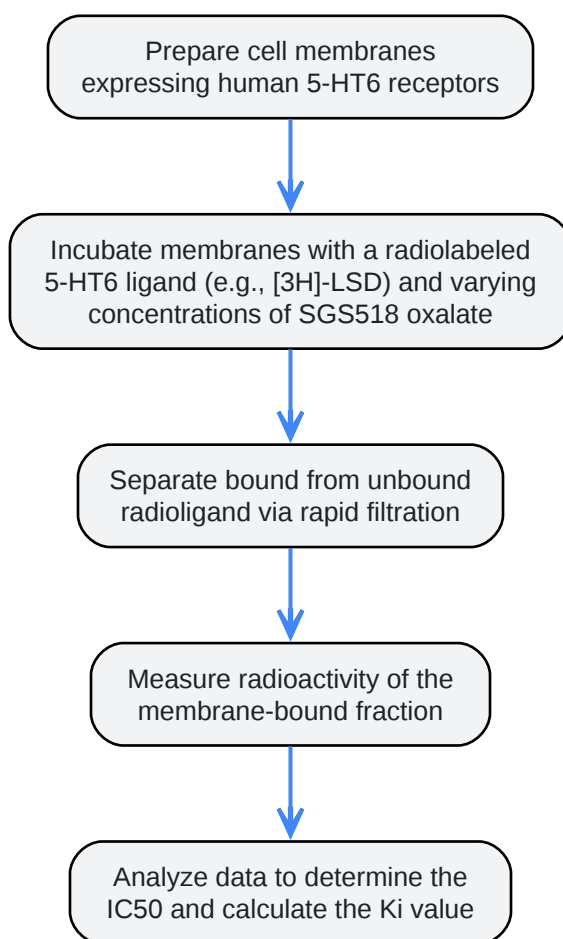 Prepare cell membranes
expressing human 5-HT6 receptors
Incubate membranes with a radiolabeled
5-HT6 ligand (e.g., [3H]-LSD) and varying
concentrations of SGS518 oxalate
Separate bound from unbound
radioligand via rapid filtration
Measure radioactivity of the
membrane-bound fraction
Analyze data to determine the
IC50 and calculate the Ki value